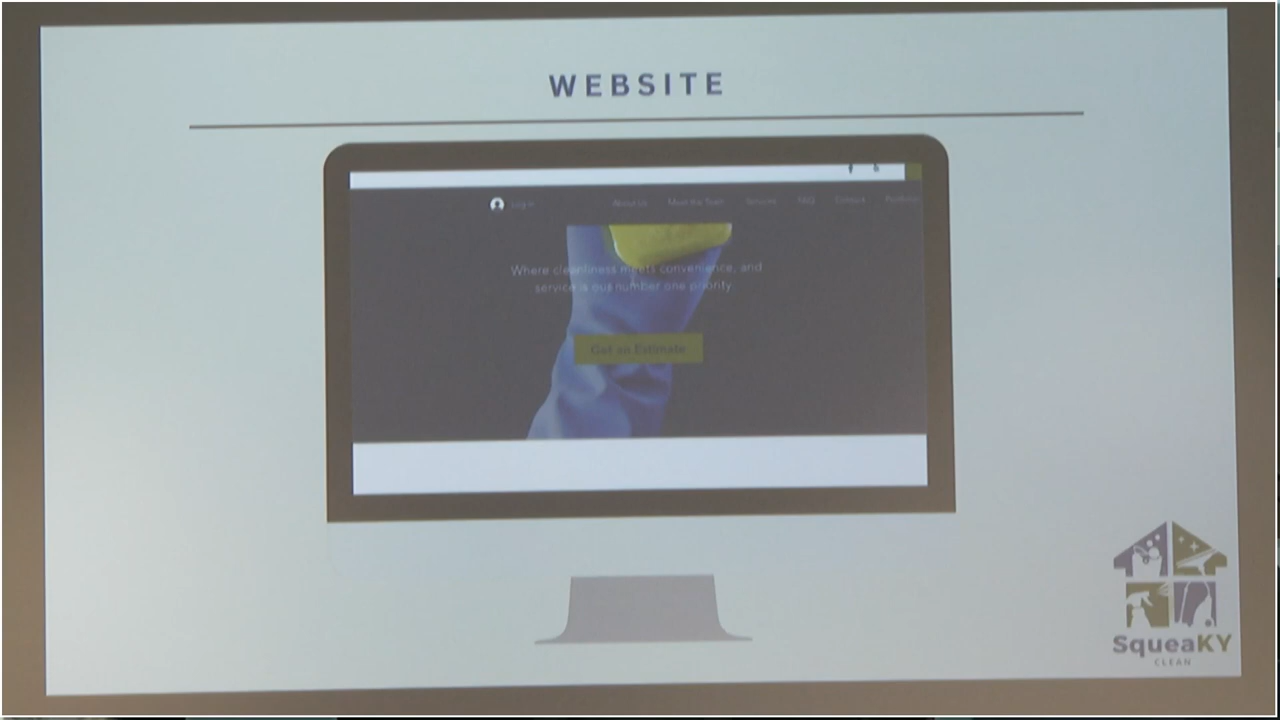 WEBSITE
Log In About Us Meet the Team Services FAQ Contact Portfolio
Where cleanliness meets convenience, and
service is our number one priority
Get an Estimate
SqueaKY
CLEAN